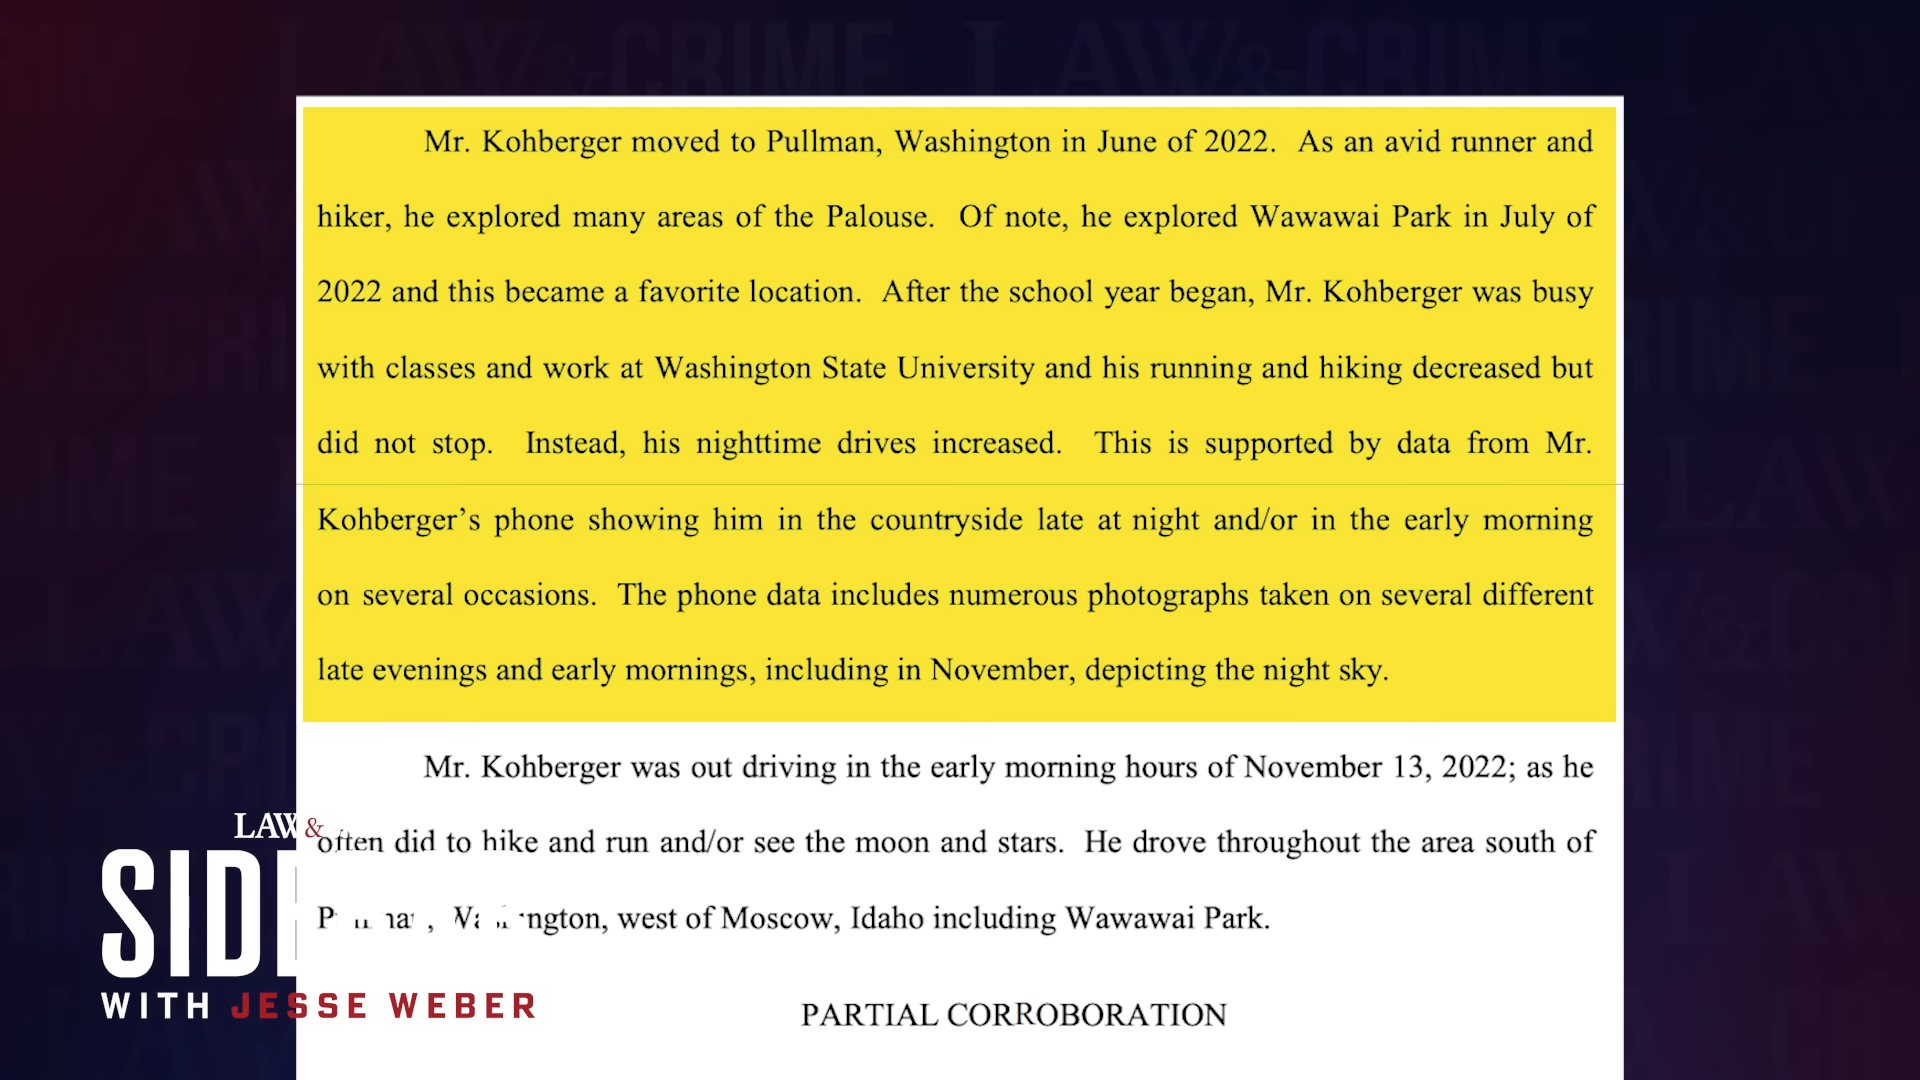 LAW&CRIME LAW&CRIME LAW
Mr. Kohberger moved to Pullman, Washington in June of 2022. As an avid runner and
hiker, he explored many areas of the Palouse. Of note, he explored Wawawai Park in July of
2022 and this became a favorite location. After the school year began, Mr. Kohberger was busy
with classes and work at Washington State University and his running and hiking decreased but
did not stop. Instead, his nighttime drives increased. This is supported by data from Mr.
Kohberger’s phone showing him in the countryside late at night and/or in the early morning
on several occasions. The phone data includes numerous photographs taken on several different
late evenings and early mornings, including in November, depicting the night sky.
Mr. Kohberger was out driving in the early morning hours of November 13, 2022; as he
often did to hike and run and/or see the moon and stars. He drove throughout the area south of
west of Moscow, Idaho including Wawawai Park.
PARTIAL CORROBORATION
LAW&
SIDE
WITH JESSE WEBER